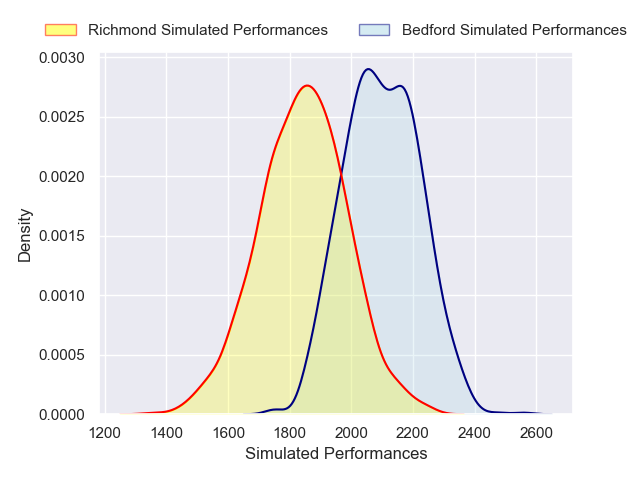 Richmond Simulated Performances
Bedford Simulated Performances
0.0030
0.0025
0.0020
0.0015
0.0010
0.0005
0.0000
Density
1200 1400 1600 1800 2000 2200 2400 2600
Simulated Performances